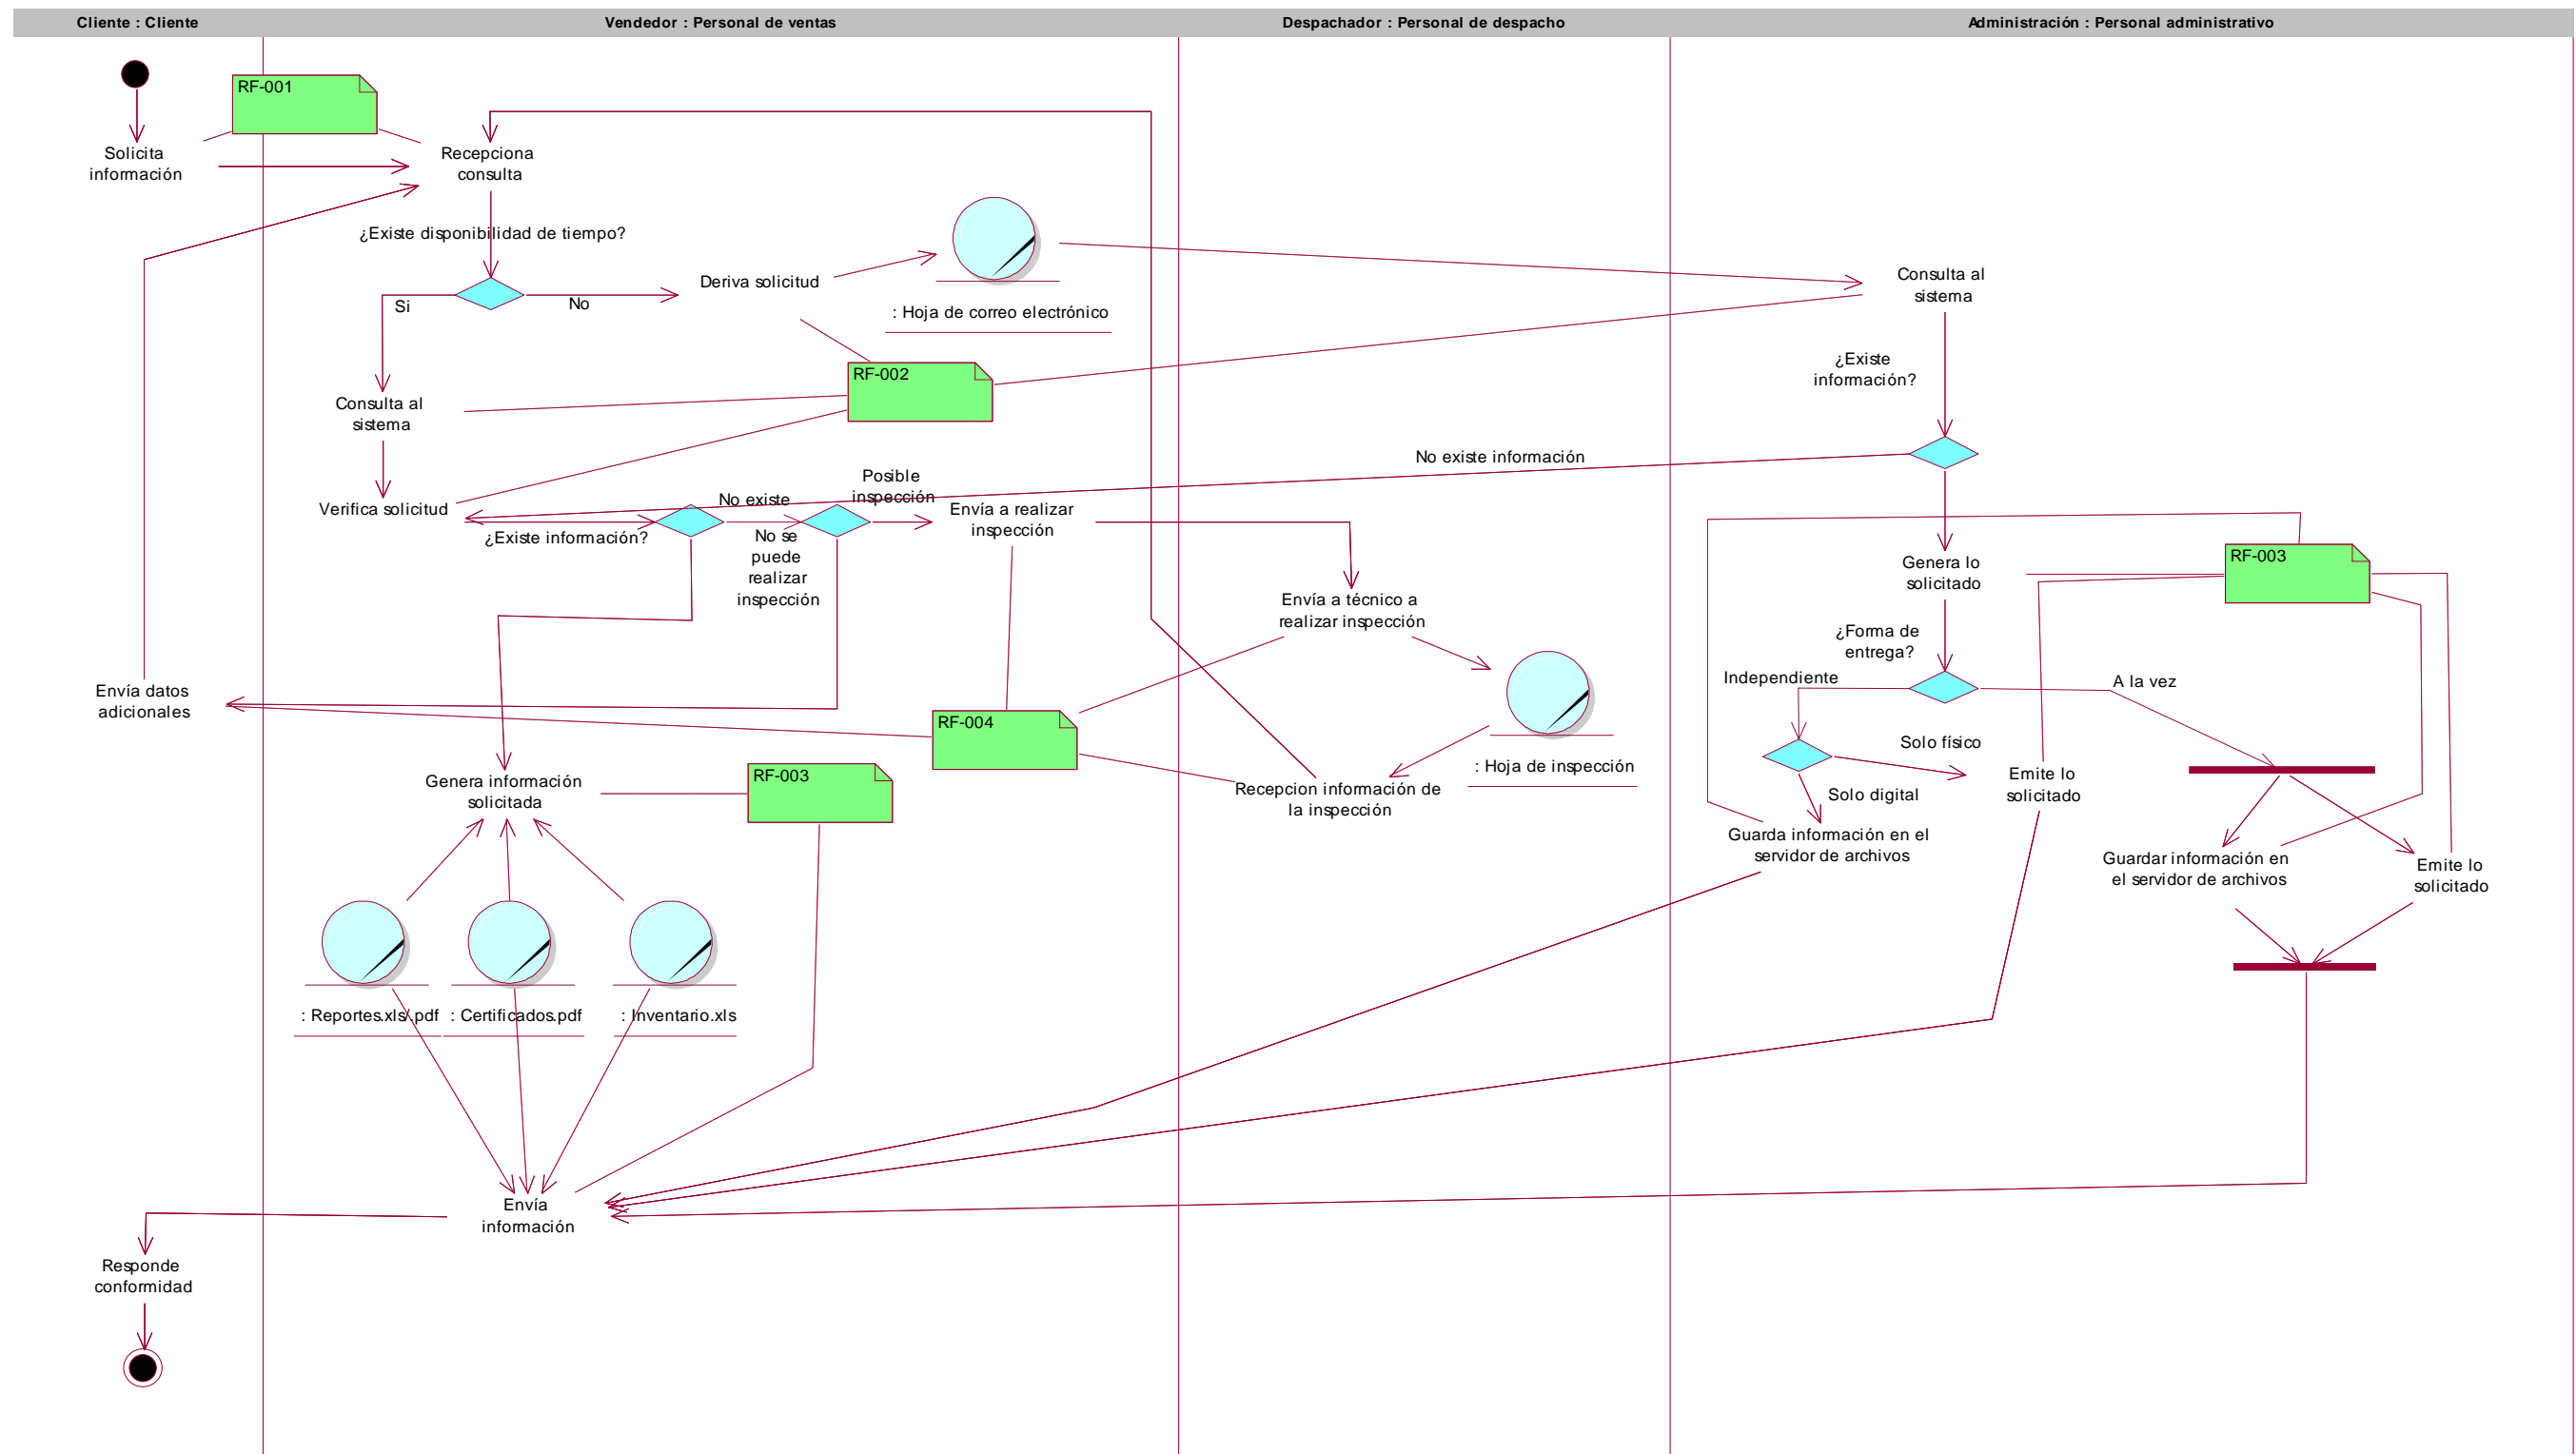 Cliente : Cliente
Vendedor : Personal de ventas
Despachador : Personal de despacho
Administración : Personal administrativo
RF-001
Solicita
información
Recepciona
consulta
¿Existe disponibilidad de tiempo?
Si
No
Deriva solicitud
: Hoja de correo electrónico
Consulta al
sistema
¿Existe
información?
RF-002
Consulta al
sistema
Verifica solicitud
¿Existe información?
No existe
Posible
inspección
No se
puede
realizar
inspección
Envía a realizar
inspección
No existe información
Genera lo
solicitado
RF-003
Envía a técnico a
realizar inspección
¿Forma de
entrega?
Independiente
A la vez
Envía datos
adicionales
RF-004
: Hoja de inspección
Solo físico
Solo digital
Emite lo
solicitado
Genera información
solicitada
RF-003
Recepcion información de
la inspección
Guarda información en el
servidor de archivos
Guardar información en
el servidor de archivos
Emite lo
solicitado
: Reportes.xls/.pdf
: Certificados.pdf
: Inventario.xls
Envía
información
Responde
conformidad